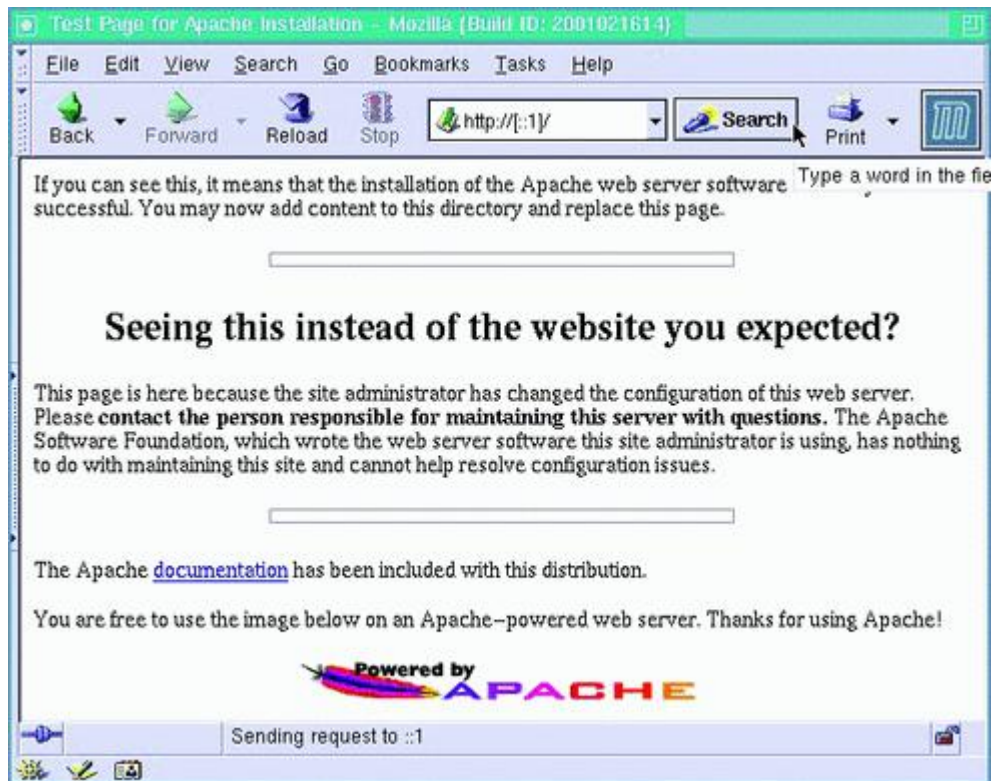 Test Page for Apache Installation - Mozilla {Build ID: 2001021614}
File Edit View Search Go Bookmarks Tasks Help
Back Forward Reload Stop http://[::1]/ Search Print
Type a word in the fie
If you can see this, it means that the installation of the Apache web server software
successful. You may now add content to this directory and replace this page.
Seeing this instead of the website you expected?
This page is here because the site administrator has changed the configuration of this web server.
Please contact the person responsible for maintaining this server with questions. The Apache
Software Foundation, which wrote the web server software this site administrator is using, has nothing
to do with maintaining this site and cannot help resolve configuration issues.
The Apache documentation has been included with this distribution.
You are free to use the image below on an Apache-powered web server. Thanks for using Apache!
Powered by
APACHE
Sending request to ::1